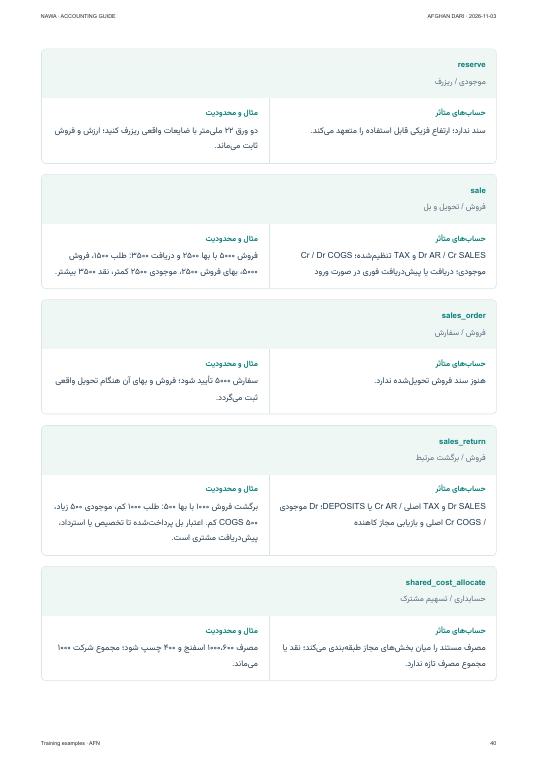 NAWA · ACCOUNTING GUIDE
AFGHAN DARI · 2026-11-03
reserve
موجودی / ریزرف
حساب‌های متأثر
سند ندارد؛ ارتفاع فزیکی قابل استفاده را متعهد می‌کند.
مثال و محدودیت
دو ورق ۲۲ ملی‌متر با ضایعات واقعی ریزرف کنید؛ ارزش و فروش
ثابت می‌ماند.
sale
فروش / تحویل و بل
حساب‌های متأثر
Dr AR / Cr SALES و TAX تنظیم‌شده؛ Cr / Dr COGS
موجودی؛ دریافت یا پیش‌دریافت فوری در صورت ورود
مثال و محدودیت
فروش ۵۰۰۰ با بها ۲۵۰۰ و دریافت ۳۵۰۰: طلب ۱۵۰۰، فروش
۵۰۰۰، بهای فروش ۲۵۰۰، موجودی ۲۵۰۰ کمتر، نقد ۳۵۰۰ بیشتر.
sales_order
فروش / سفارش
حساب‌های متأثر
هنوز سند فروش تحویل‌شده ندارد.
مثال و محدودیت
سفارش ۵۰۰۰ تأیید شود؛ فروش و بهای آن هنگام تحویل واقعی
ثبت می‌گردد.
sales_return
فروش / برگشت مرتبط
حساب‌های متأثر
Dr SALES و TAX اصلی / Cr AR یا DEPOSITS؛ Dr موجودی
/ Cr COGS اصلی و بازیابی مجاز کاهنده
مثال و محدودیت
برگشت فروش ۱۰۰۰ با بها ۵۰۰: طلب ۱۰۰۰ کم، موجودی ۵۰۰ زیاد،
COGS ۵۰۰ کم. اعتبار بل پرداخت‌شده تا تخصیص یا استرداد،
پیش‌دریافت مشتری است.
shared_cost_allocate
حسابداری / تسهیم مشترک
حساب‌های متأثر
مصرف مستند را میان بخش‌های مجاز طبقه‌بندی می‌کند؛ نقد یا
مجموع مصرف تازه ندارد.
مثال و محدودیت
مصرف ۱۰۰۰،۶۰۰ اسفنج و ۴۰۰ چسپ شود؛ مجموع شرکت ۱۰۰۰
می‌ماند.
Training examples · AFN
40